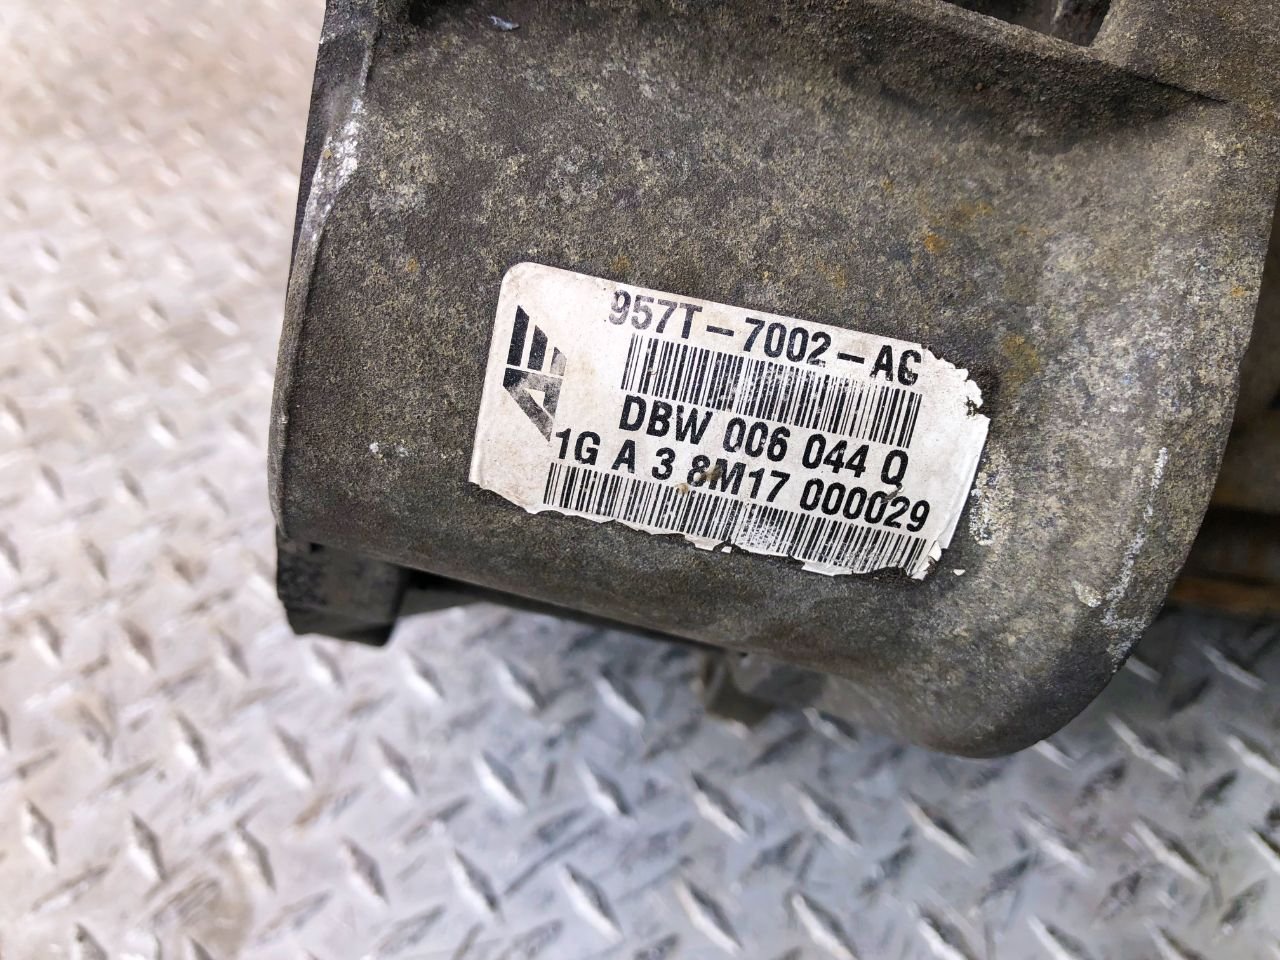 957T-7002-AC
DBW 006 044 Q
1G A 3 8M17 000029